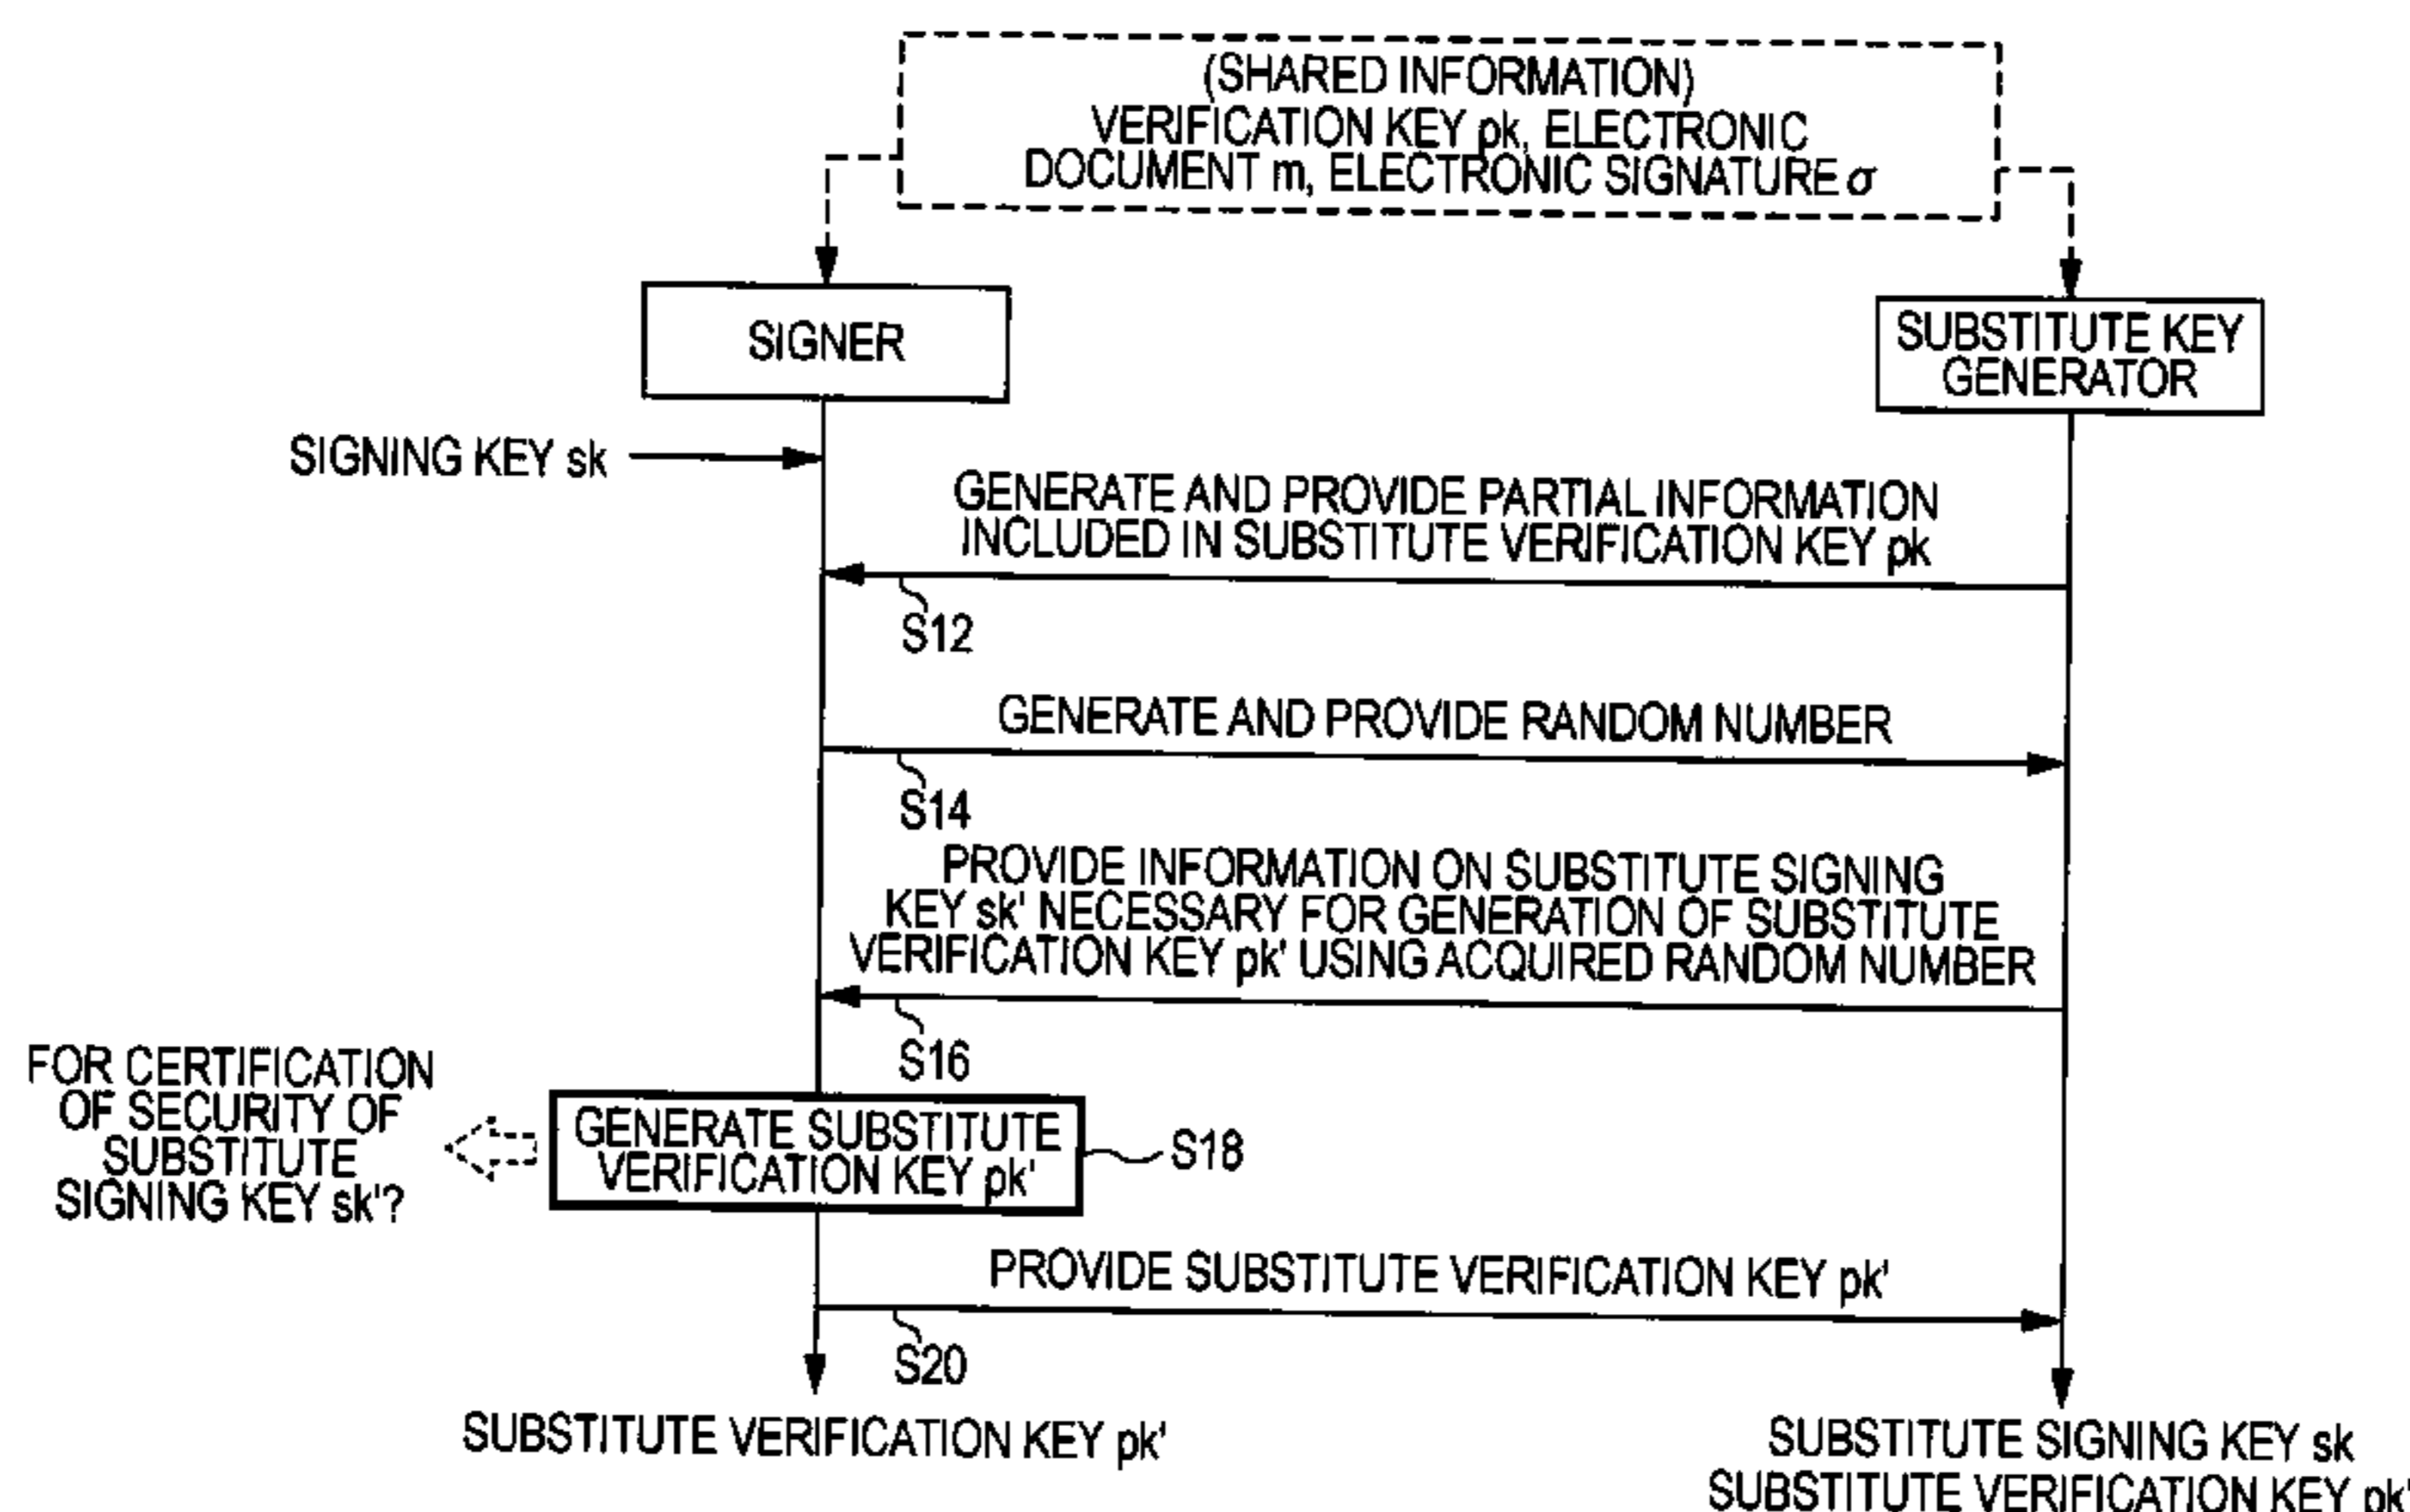 (SHARED INFORMATION)
VERIFICATION KEY pk, ELECTRONIC
DOCUMENT m, ELECTRONIC SIGNATURE σ
SIGNER
SUBSTITUTE KEY
GENERATOR
SIGNING KEY sk
GENERATE AND PROVIDE PARTIAL INFORMATION
INCLUDED IN SUBSTITUTE VERIFICATION KEY pk
S12
GENERATE AND PROVIDE RANDOM NUMBER
S14
PROVIDE INFORMATION ON SUBSTITUTE SIGNING
KEY sk' NECESSARY FOR GENERATION OF SUBSTITUTE
VERIFICATION KEY pk' USING ACQUIRED RANDOM NUMBER
S16
FOR CERTIFICATION
OF SECURITY OF
SUBSTITUTE
SIGNING KEY sk'?
GENERATE SUBSTITUTE
VERIFICATION KEY pk'
S18
PROVIDE SUBSTITUTE VERIFICATION KEY pk'
S20
SUBSTITUTE VERIFICATION KEY pk'
SUBSTITUTE SIGNING KEY sk
SUBSTITUTE VERIFICATION KEY pk'